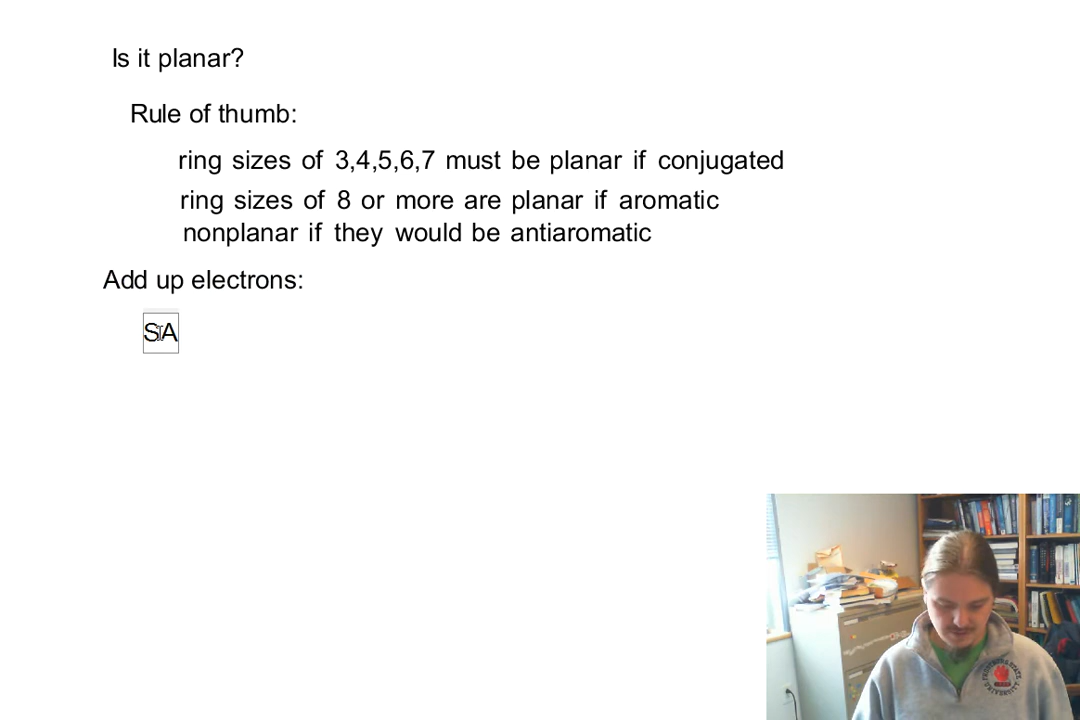 Is it planar?
Rule of thumb:
ring sizes of 3,4,5,6,7 must be planar if conjugated
ring sizes of 8 or more are planar if aromatic
nonplanar if they would be antiaromatic
Add up electrons:
SA